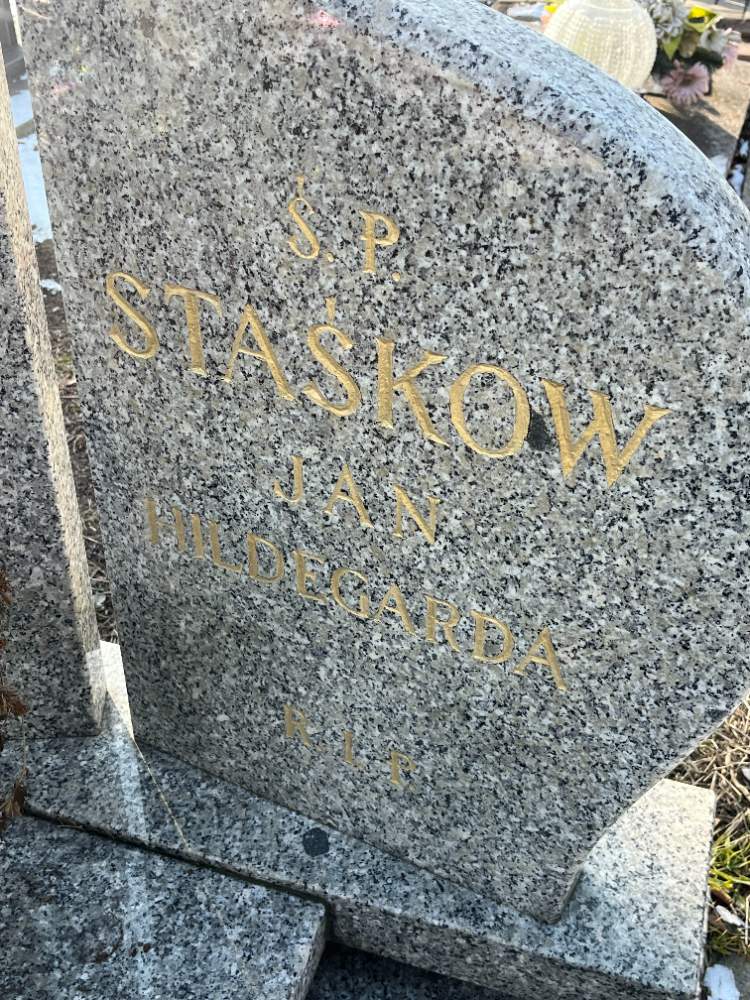 Ś. P.
STAŚKOW
JAN
HILDEGARDA
R. I. P.